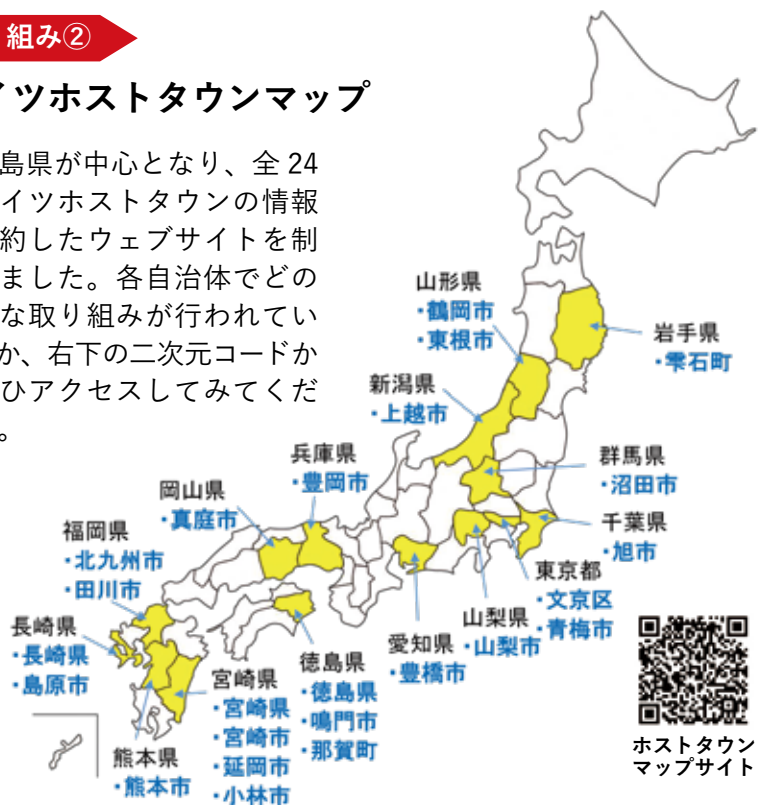 組み②
イツホストタウンマップ
島県が中心となり、全 24
イツホストタウンの情報
約したウェブサイトを制
ました。各自治体でどの
な取り組みが行われてい
か、右下の二次元コードか
ひアクセスしてみてくだ
。
山形県
・鶴岡市
・東根市
岩手県
・雫石町
新潟県
・上越市
群馬県
・沼田市
兵庫県
・豊岡市
岡山県
・真庭市
千葉県
・旭市
福岡県
・北九州市
・田川市
東京都
・文京区
・青梅市
山梨県
・山梨市
愛知県
・豊橋市
長崎県
・長崎県
・島原市
徳島県
・徳島県
・鳴門市
・那賀町
宮崎県
・宮崎県
・宮崎市
・延岡市
・小林市
熊本県
・熊本市
ホストタウン
マップサイト